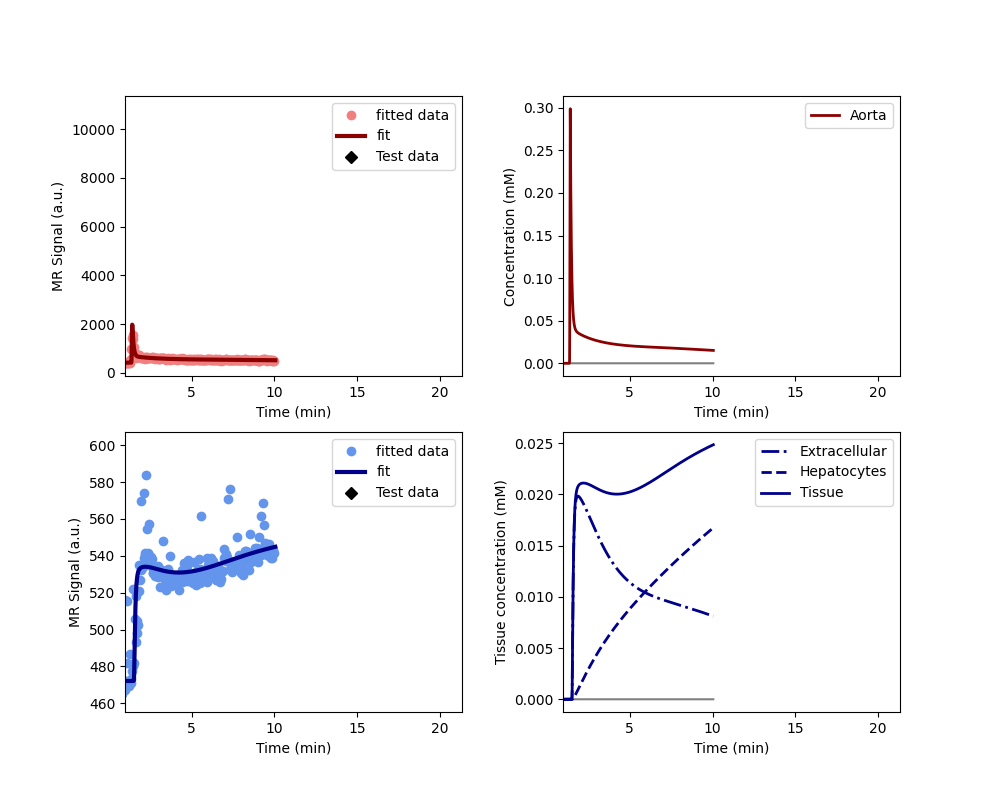 10000
8000
6000
4000
2000
0
MR Signal (a.u.)
fitted data
fit
Test data
5
10
15
20
Time (min)
0.30
0.25
0.20
0.15
0.10
0.05
0.00
Concentration (mM)
Aorta
5
10
15
20
Time (min)
600
580
560
540
520
500
480
460
MR Signal (a.u.)
fitted data
fit
Test data
5
10
15
20
Time (min)
0.025
0.020
0.015
0.010
0.005
0.000
Tissue concentration (mM)
Extracellular
Hepatocytes
Tissue
5
10
15
20
Time (min)